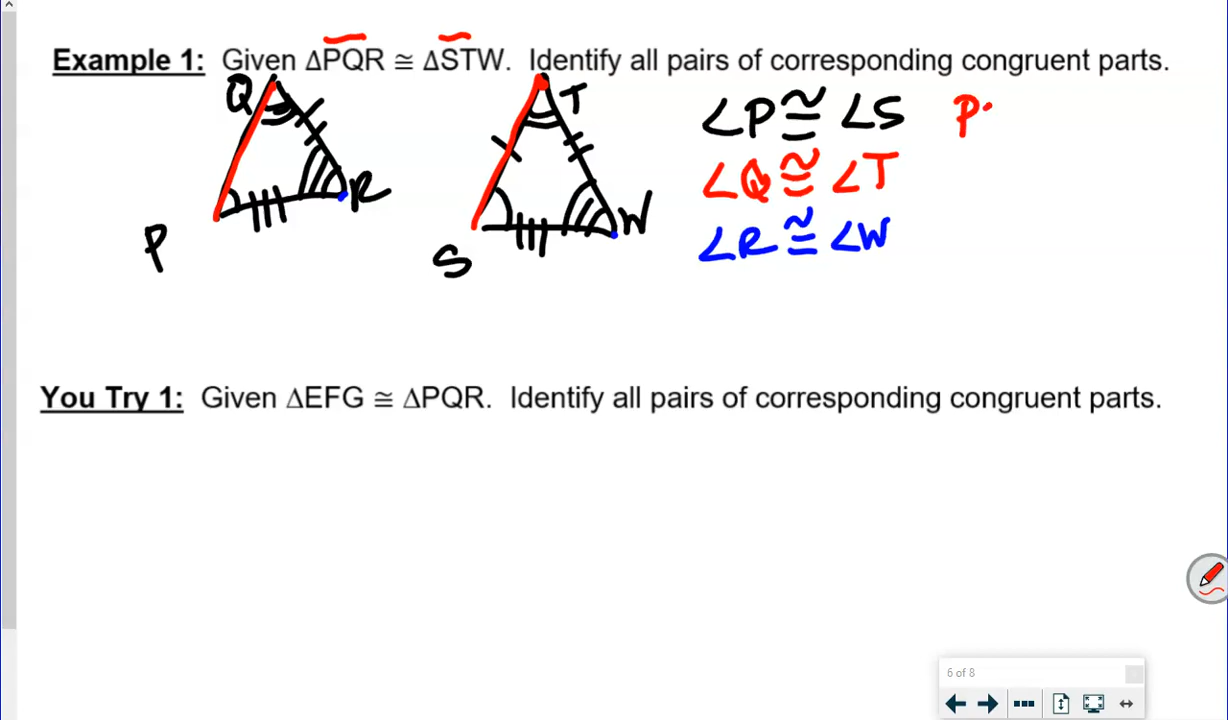 Example 1: Given ΔPQR ≅ ΔSTW. Identify all pairs of corresponding congruent parts.
Q T ∠P ≅ ∠S P
∠Q ≅ ∠T
R W ∠R ≅ ∠W
P S
You Try 1: Given ΔEFG ≅ ΔPQR. Identify all pairs of corresponding congruent parts.
6 of 8